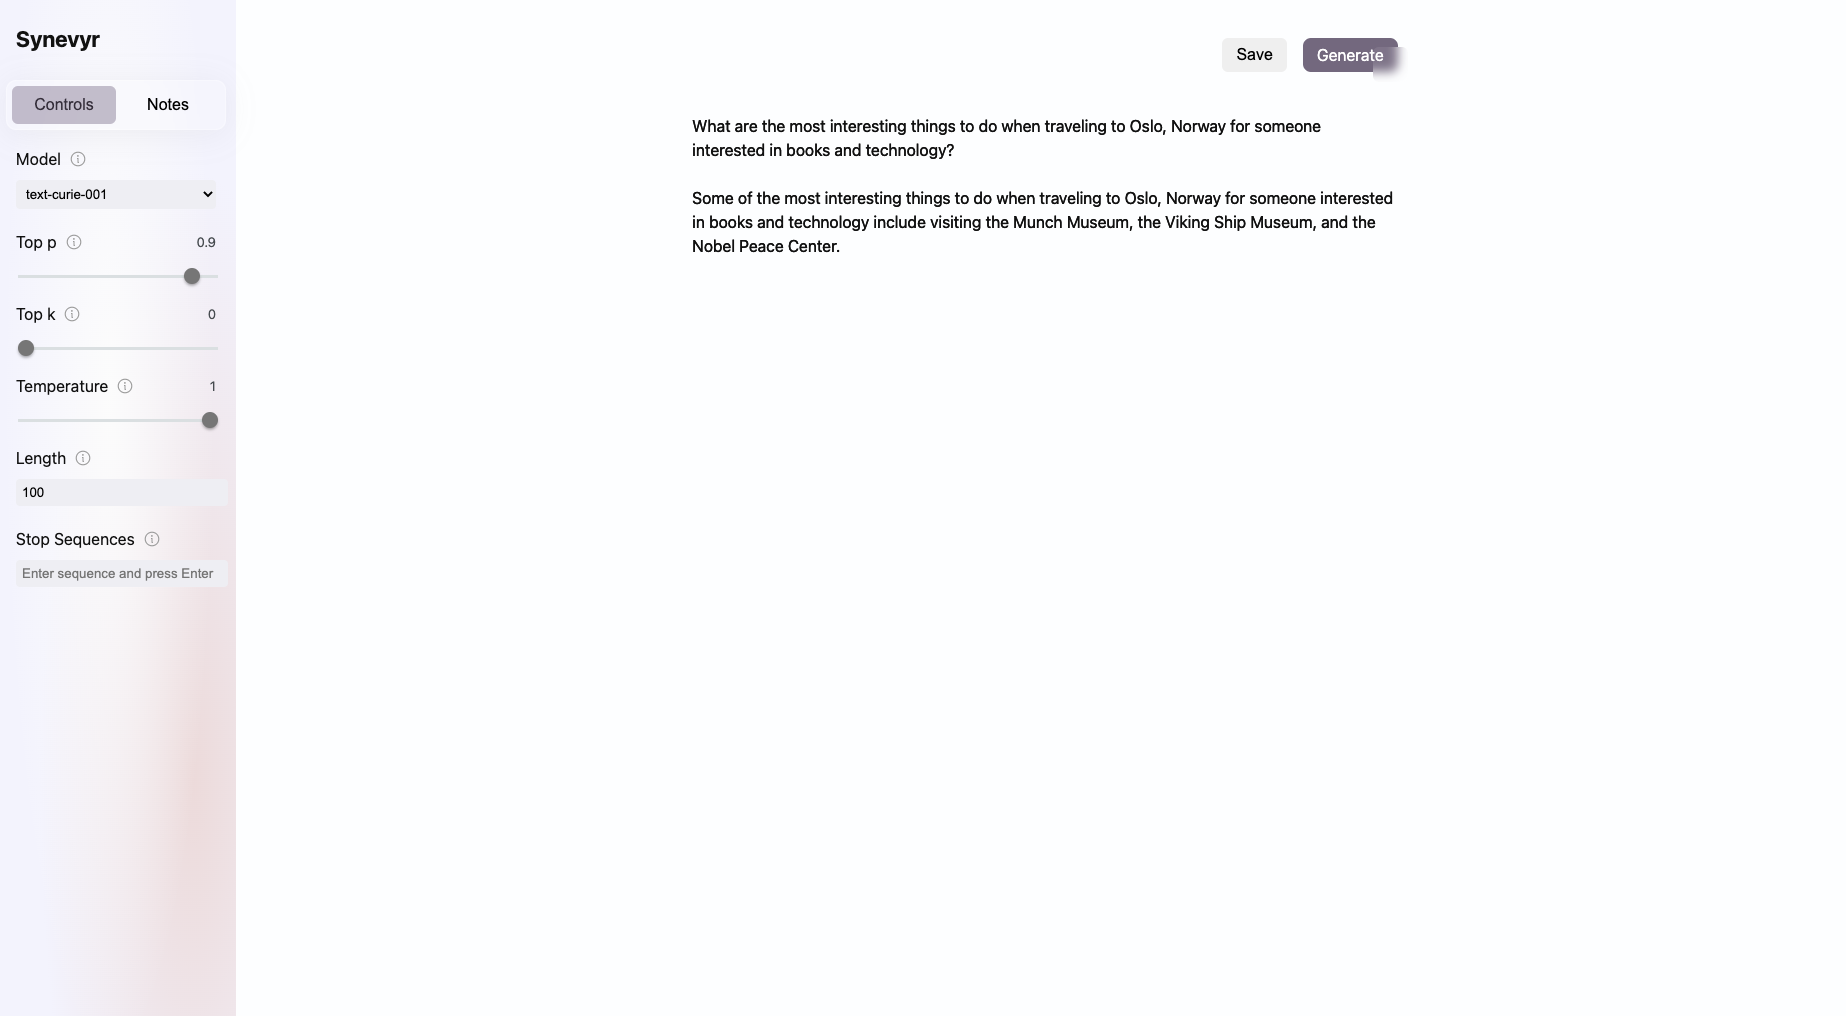 Synevyr
Save
Generate
Controls
Notes
Model
text-curie-001
Top p
0.9
Top k
0
Temperature
1
Length
100
Stop Sequences
Enter sequence and press Enter
What are the most interesting things to do when traveling to Oslo, Norway for someone
interested in books and technology?
Some of the most interesting things to do when traveling to Oslo, Norway for someone interested
in books and technology include visiting the Munch Museum, the Viking Ship Museum, and the
Nobel Peace Center.